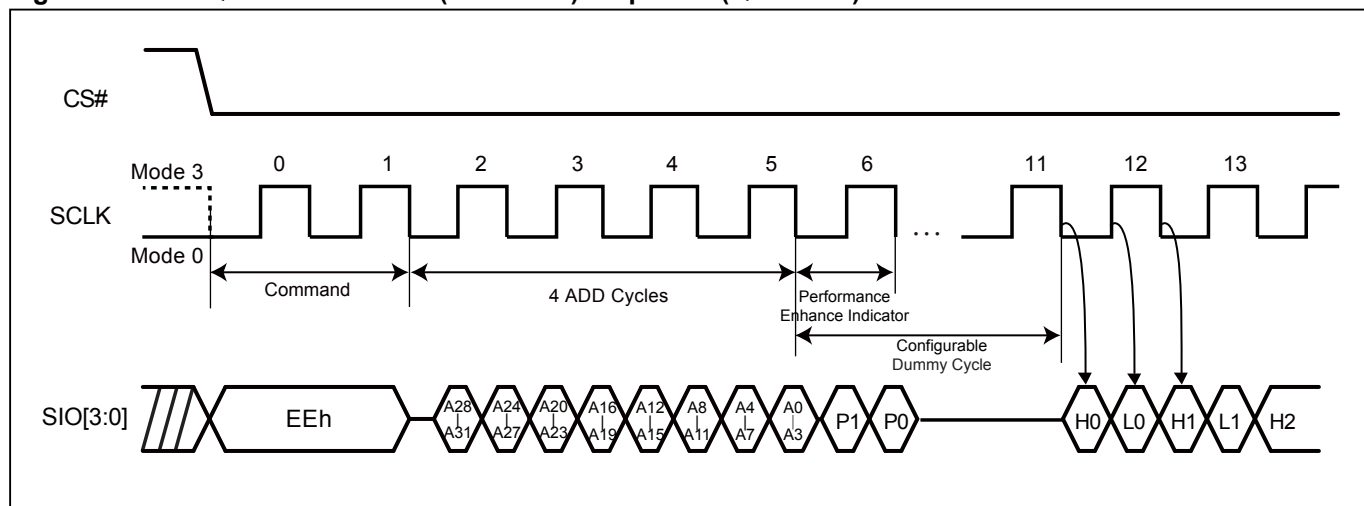 CS#
Mode 3
0 1 2 3 4 5 6 11 12 13
SCLK
...
Mode 0
Command
4 ADD Cycles
Performance
Enhance Indicator
Configurable
Dummy Cycle
SIO[3:0]
EEh
A28 A24 A20 A16 A12 A8 A4 A0
A31 A27 A23 A19 A15 A11 A7 A3
P1 P0 H0 L0 H1 L1 H2